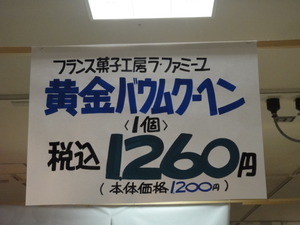 フランス菓子工房ラ・ファミーユ
黄金バウムクーヘン
〈1個〉
税込1,260円
(本体価格1200円)